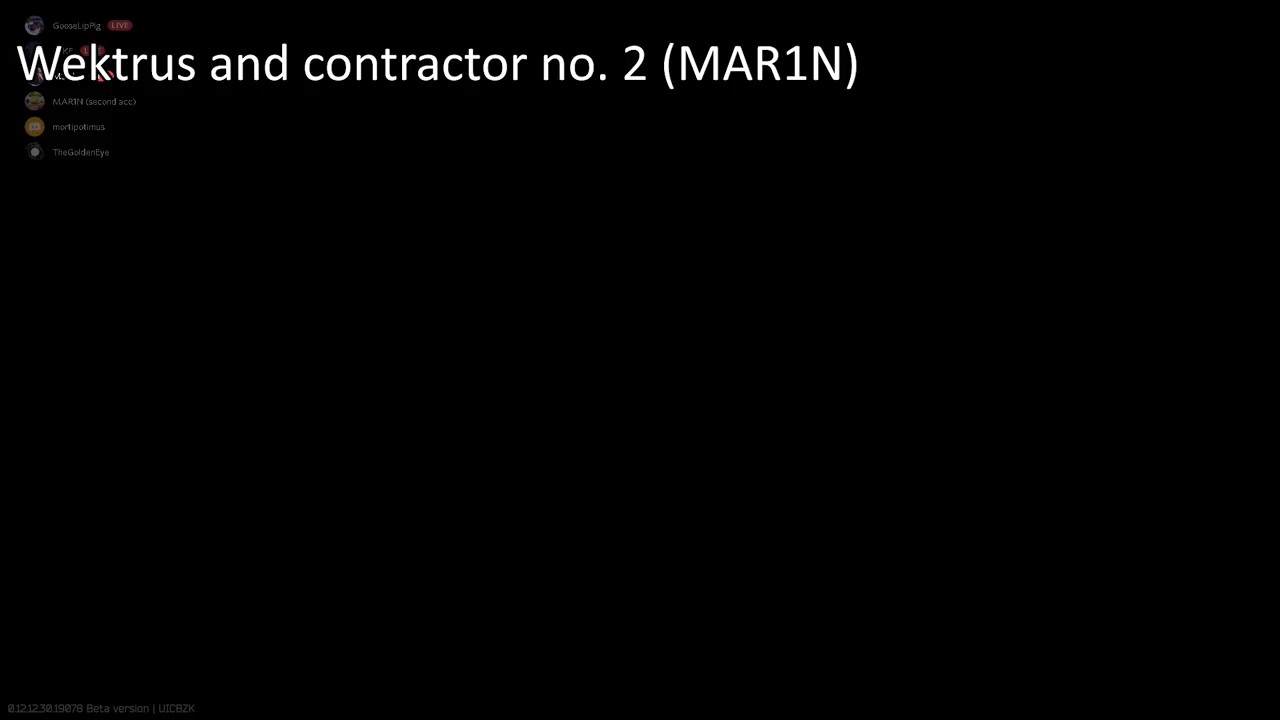 GooseLipPig LIVE
Wektrus and contractor no. 2 (MAR1N)
MAR1N (second acc)
mortipotimus
TheGoldenEye
0.12.12.30.19078 Beta version | UICBZK